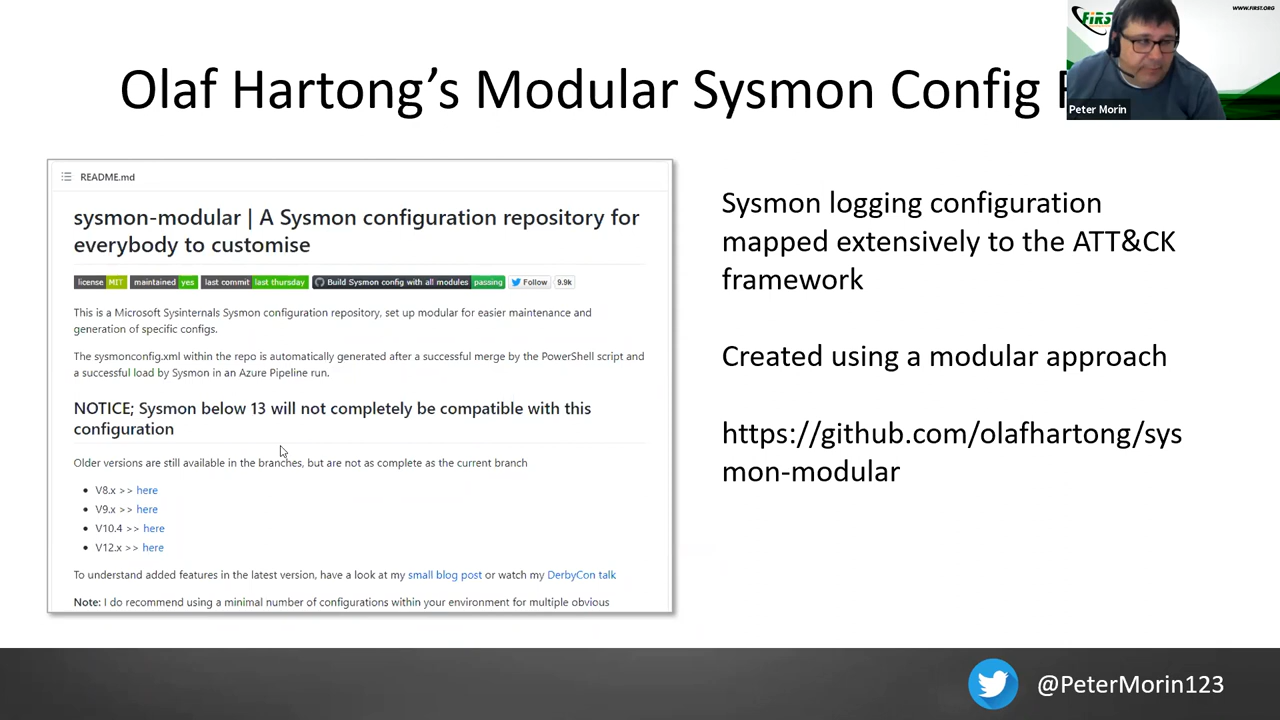 WWW.FIRST.ORG
FiRST
Olaf Hartong's Modular Sysmon Config
Peter Morin
README.md
sysmon-modular | A Sysmon configuration repository for
everybody to customise
license MIT maintained yes last commit last thursday Build Sysmon config with all modules passing Follow 9.9k
This is a Microsoft Sysinternals Sysmon configuration repository, set up modular for easier maintenance and
generation of specific configs.
The sysmonconfig.xml within the repo is automatically generated after a successful merge by the PowerShell script and
a successful load by Sysmon in an Azure Pipeline run.
NOTICE; Sysmon below 13 will not completely be compatible with this
configuration
Older versions are still available in the branches, but are not as complete as the current branch
V8.x >> here
V9.x >> here
V10.4 >> here
V12.x >> here
To understand added features in the latest version, have a look at my small blog post or watch my DerbyCon talk
Note: I do recommend using a minimal number of configurations within your environment for multiple obvious
Sysmon logging configuration
mapped extensively to the ATT&CK
framework
Created using a modular approach
https://github.com/olafhartong/sys
mon-modular
@PeterMorin123